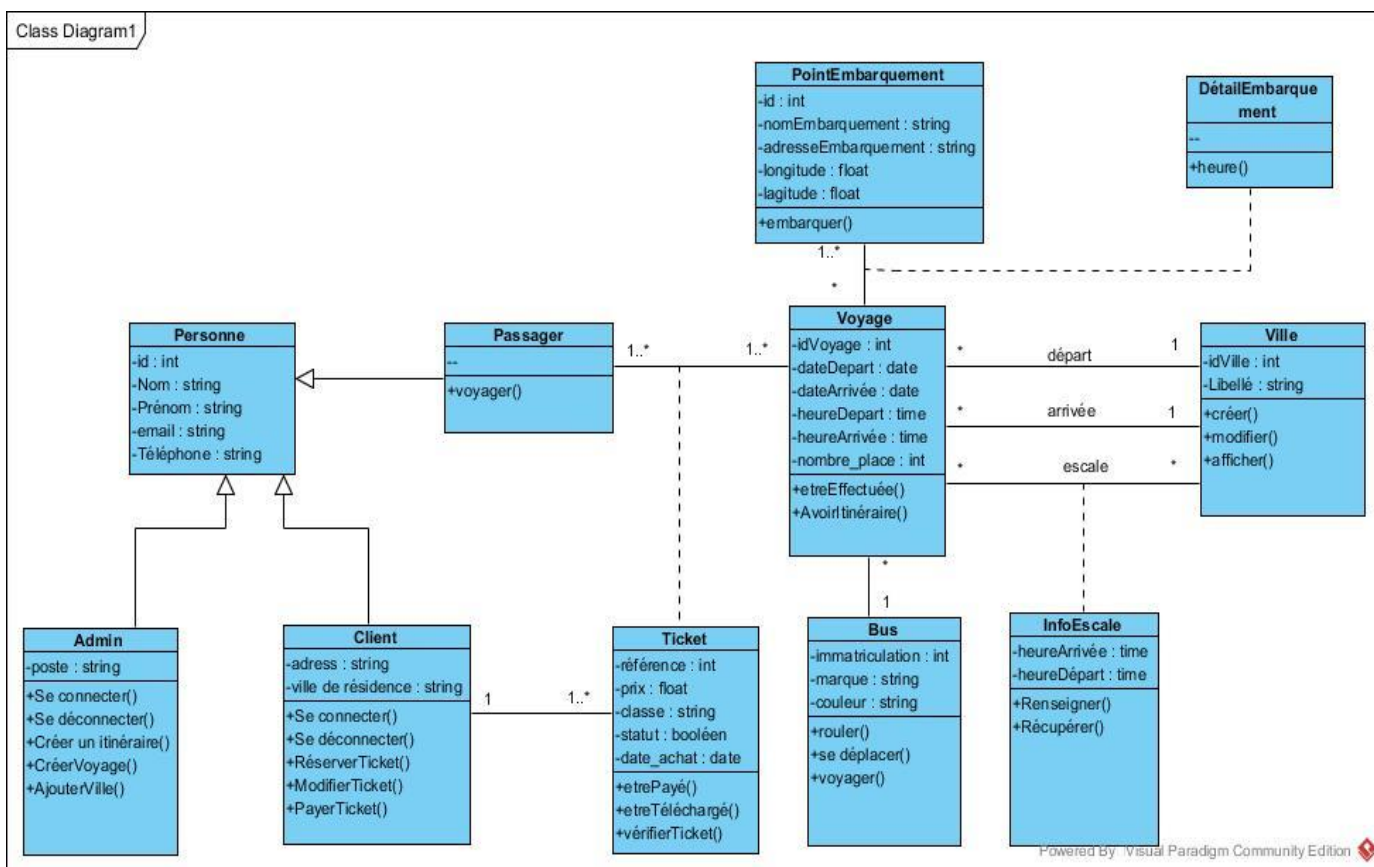 Class Diagram1
PointEmbarquement
-id : int
-nomEmbarquement : string
-adresseEmbarquement : string
-longitude : float
-lagitude : float
+embarquer()
DétailEmbarque
ment
--
+heure()
1..*
*
Personne
-id : int
-Nom : string
-Prénom : string
-email : string
-Téléphone : string
Passager
--
+voyager()
1..*
1..*
Voyage
-idVoyage : int
-dateDepart : date
-dateArrivée : date
-heureDepart : time
-heureArrivée : time
-nombre_place : int
+etreEffectuée()
+AvoirItinéraire()
* départ 1
* arrivée 1
* escale *
Ville
-idVille : int
-Libellé : string
+créer()
+modifier()
+afficher()
*
1
Admin
-poste : string
+Se connecter()
+Se déconnecter()
+Créer un itinéraire()
+CréerVoyage()
+AjouterVille()
Client
-adress : string
-ville de résidence : string
+Se connecter()
+Se déconnecter()
+RéserverTicket()
+ModifierTicket()
+PayerTicket()
1
1..*
Ticket
-référence : int
-prix : float
-classe : string
-statut : booléen
-date_achat : date
+etrePayé()
+etreTéléchargé()
+vérifierTicket()
Bus
-immatriculation : int
-marque : string
-couleur : string
+rouler()
+se déplacer()
+voyager()
InfoEscale
-heureArrivée : time
-heureDépart : time
+Renseigner()
+Récupérer()
Powered By Visual Paradigm Community Edition